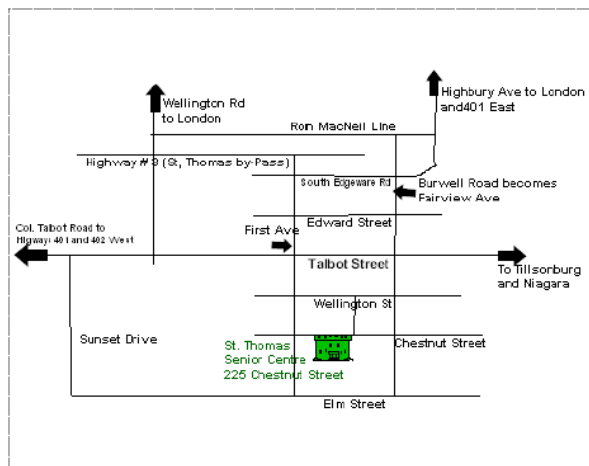 Wellington Rd
to London
Highbury Ave to London
and401 East
Ron MacNeil Line
Highway # 3 (St, Thomas by-Pass)
South Edgeware Rd
Burwell Road becomes
Fairview Ave
Edward Street
First Ave
Col. Talbot Road to
Higway 401 and 402 West
Talbot Street
To Tillsonburg
and Niagara
Wellington St
Sunset Drive
St. Thomas
Senior Centre
225 Chestnut Street
Chestnut Street
Elm Street